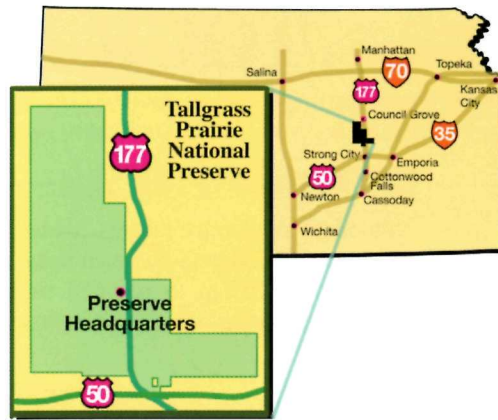 Manhattan
Salina
70
Topeka
177
Kansas
City
Council Grove
35
Strong City
Emporia
50
Cottonwood
Falls
Newton
Cassoday
Wichita
Tallgrass
Prairie
National
Preserve
177
Preserve
Headquarters
50